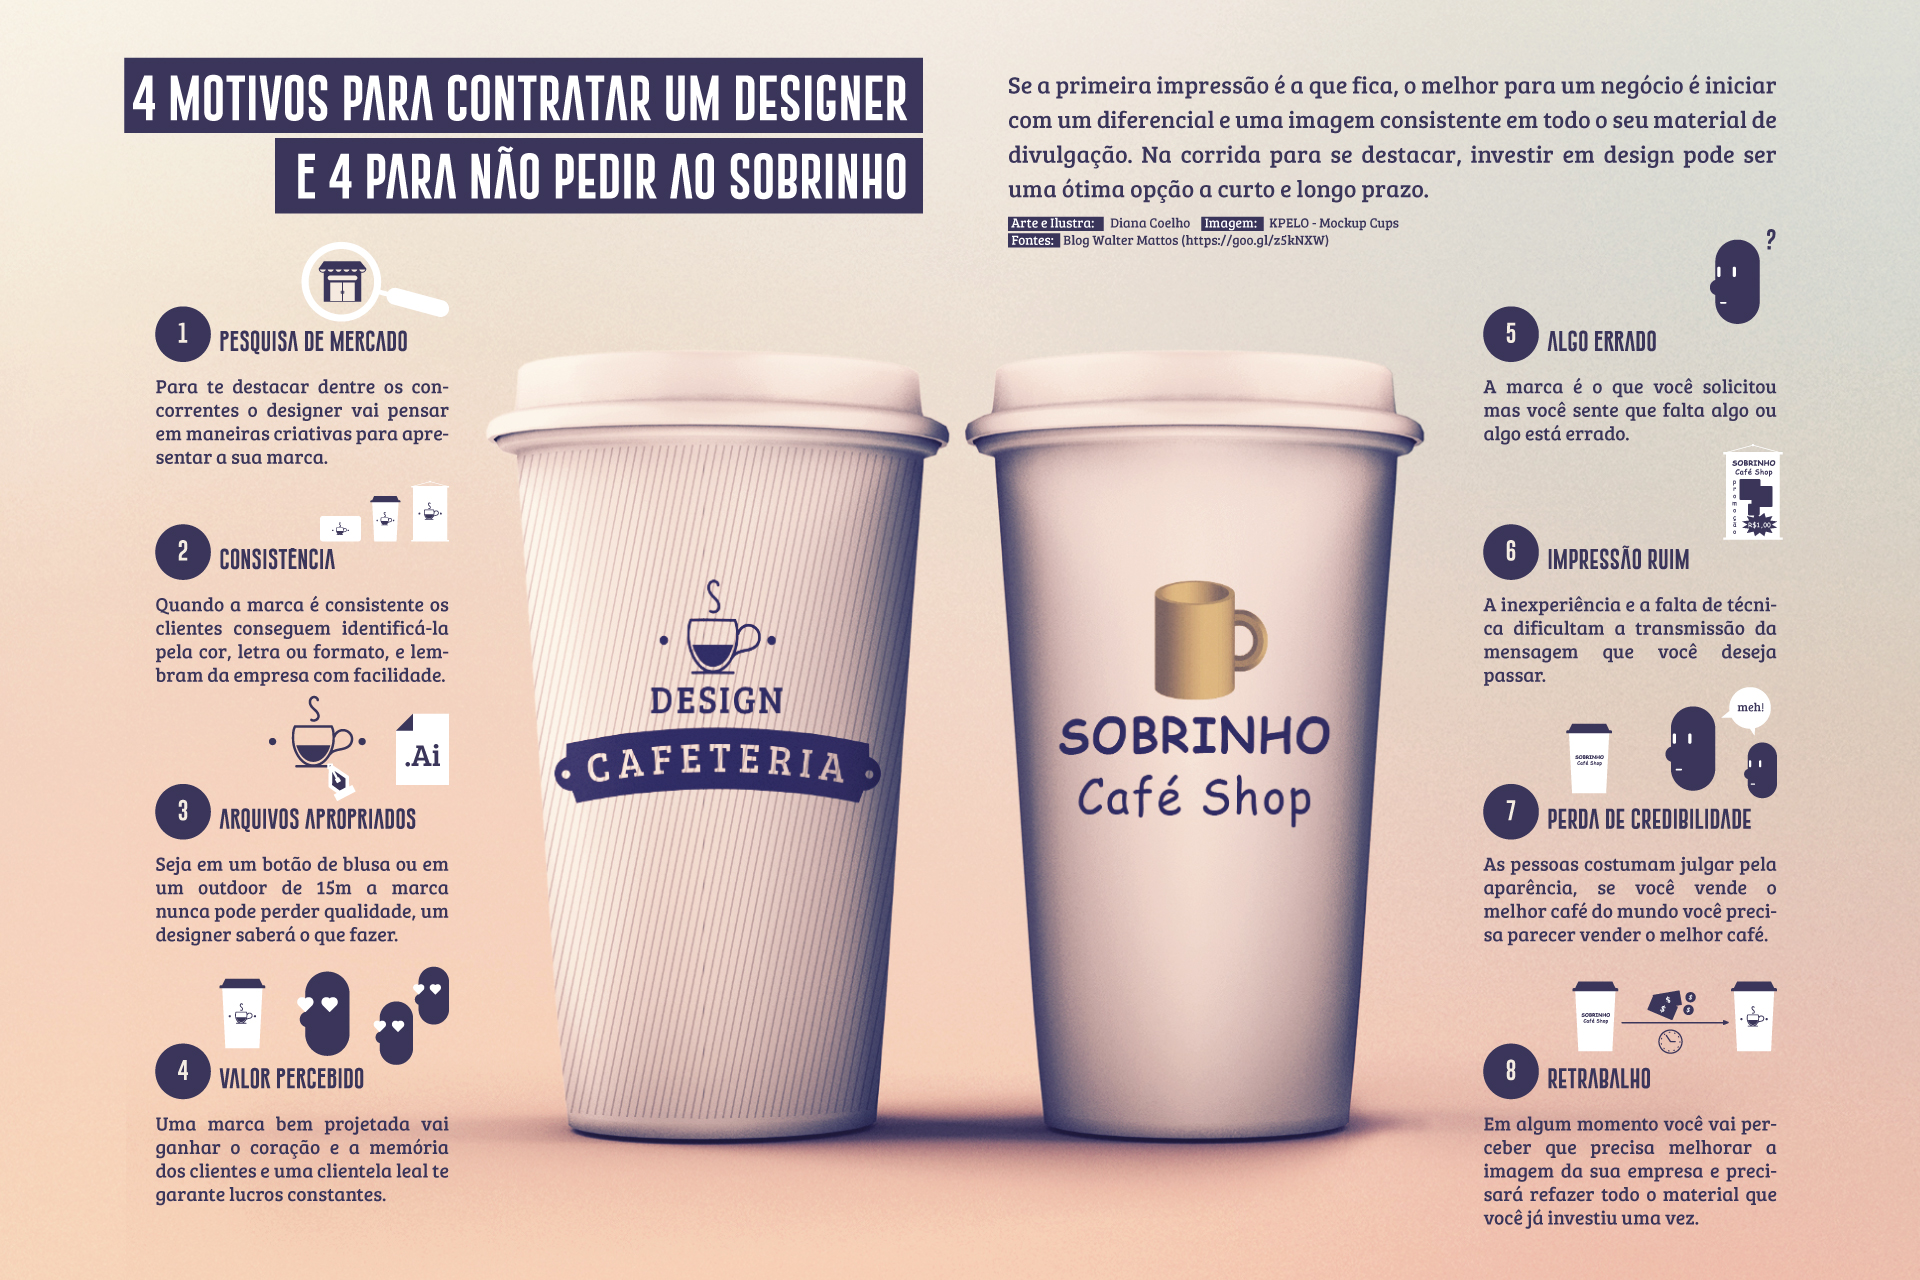 4 MOTIVOS PARA CONTRATAR UM DESIGNER
E 4 PARA NÃO PEDIR AO SOBRINHO
Se a primeira impressão é a que fica, o melhor para um negócio é iniciar
com um diferencial e uma imagem consistente em todo o seu material de
divulgação. Na corrida para se destacar, investir em design pode ser
uma ótima opção a curto e longo prazo.
Arte e Ilustra: Diana Coelho Imagem: KPELO - Mockup Cups
Fontes: Blog Walter Mattos (https://goo.gl/z5kNXW)
1 PESQUISA DE MERCADO
Para te destacar dentre os con-
correntes o designer vai pensar
em maneiras criativas para apre-
sentar a sua marca.
2 CONSISTÊNCIA
Quando a marca é consistente os
clientes conseguem identificá-la
pela cor, letra ou formato, e lem-
bram da empresa com facilidade.
.Ai
3 ARQUIVOS APROPRIADOS
Seja em um botão de blusa ou em
um outdoor de 15m a marca
nunca pode perder qualidade, um
designer saberá o que fazer.
4 VALOR PERCEBIDO
Uma marca bem projetada vai
ganhar o coração e a memória
dos clientes e uma clientela leal te
garante lucros constantes.
DESIGN
CAFETERIA
SOBRINHO
Café Shop
?
5 ALGO ERRADO
A marca é o que você solicitou
mas você sente que falta algo ou
algo está errado.
SOBRINHO
Café Shop
promoção
R$1,00
6 IMPRESSÃO RUIM
A inexperiência e a falta de técni-
ca dificultam a transmissão da
mensagem que você deseja
passar.
meh!
SOBRINHO
Café Shop
7 PERDA DE CREDIBILIDADE
As pessoas costumam julgar pela
aparência, se você vende o
melhor café do mundo você preci-
sa parecer vender o melhor café.
SOBRINHO
Café Shop
$ $ $ $
8 RETRABALHO
Em algum momento você vai per-
ceber que precisa melhorar a
imagem da sua empresa e preci-
sará refazer todo o material que
você já investiu uma vez.